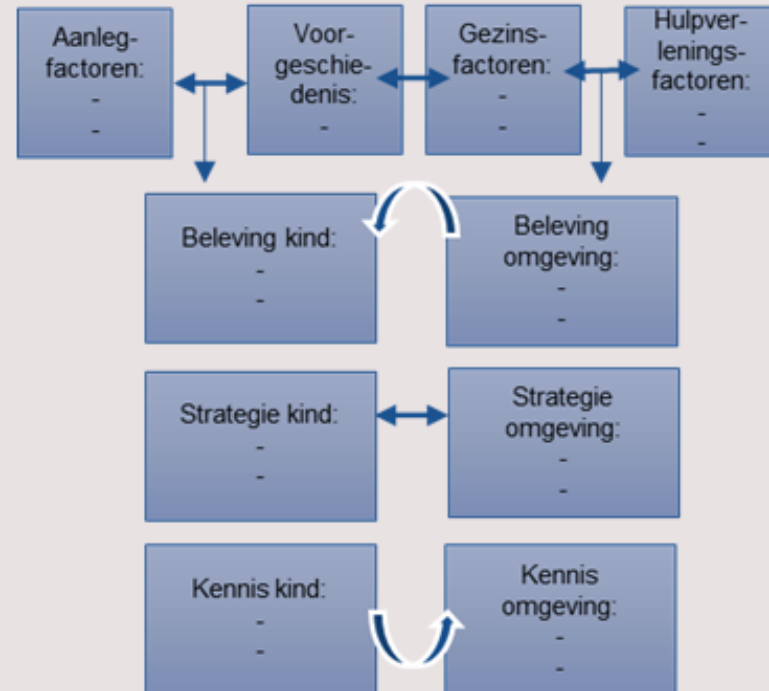 Aanleg-
factoren:
-
-
Voor-
geschie-
denis:
-
Gezins-
factoren:
-
-
Hulpver-
lenings-
factoren:
-
-
Beleving kind:
-
-
Beleving
omgeving:
-
-
Strategie kind:
-
-
Strategie
omgeving:
-
-
Kennis kind:
-
-
Kennis
omgeving:
-
-